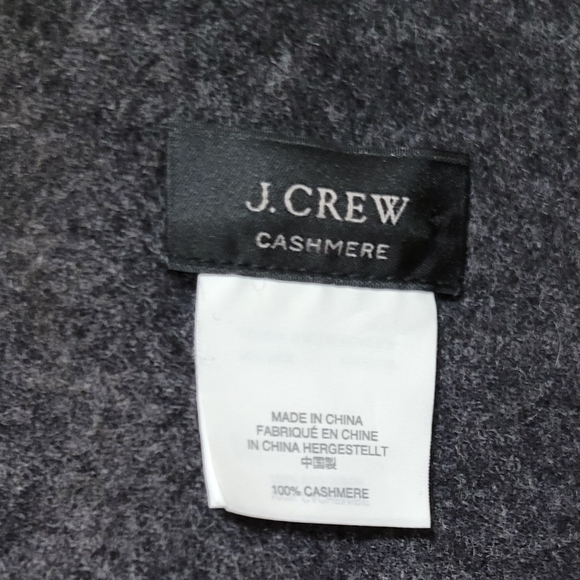 J.CREW
CASHMERE
MADE IN CHINA
FABRIQUÉ EN CHINE
IN CHINA HERGESTELLT
中国製
100% CASHMERE